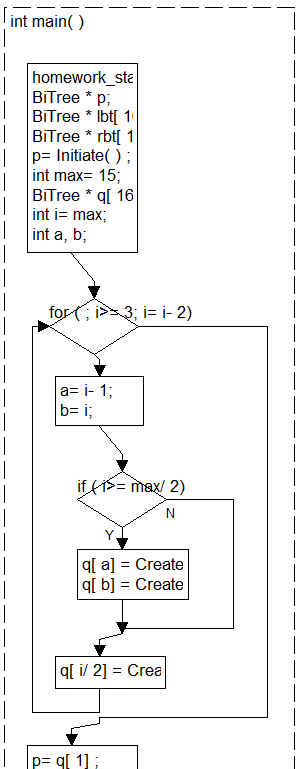 int main( )
homework_sta
BiTree * p;
BiTree * lbt[ 16
BiTree * rbt[ 1
p= Initiate( ) ;
int max= 15;
BiTree * q[ 16
int i= max;
int a, b;
for ( ; i>= 3; i= i- 2)
a= i- 1;
b= i;
if ( i>= max/ 2)
N
Y
q[ a] = Create
q[ b] = Create
q[ i/ 2] = Crea
p= q[ 1] ;